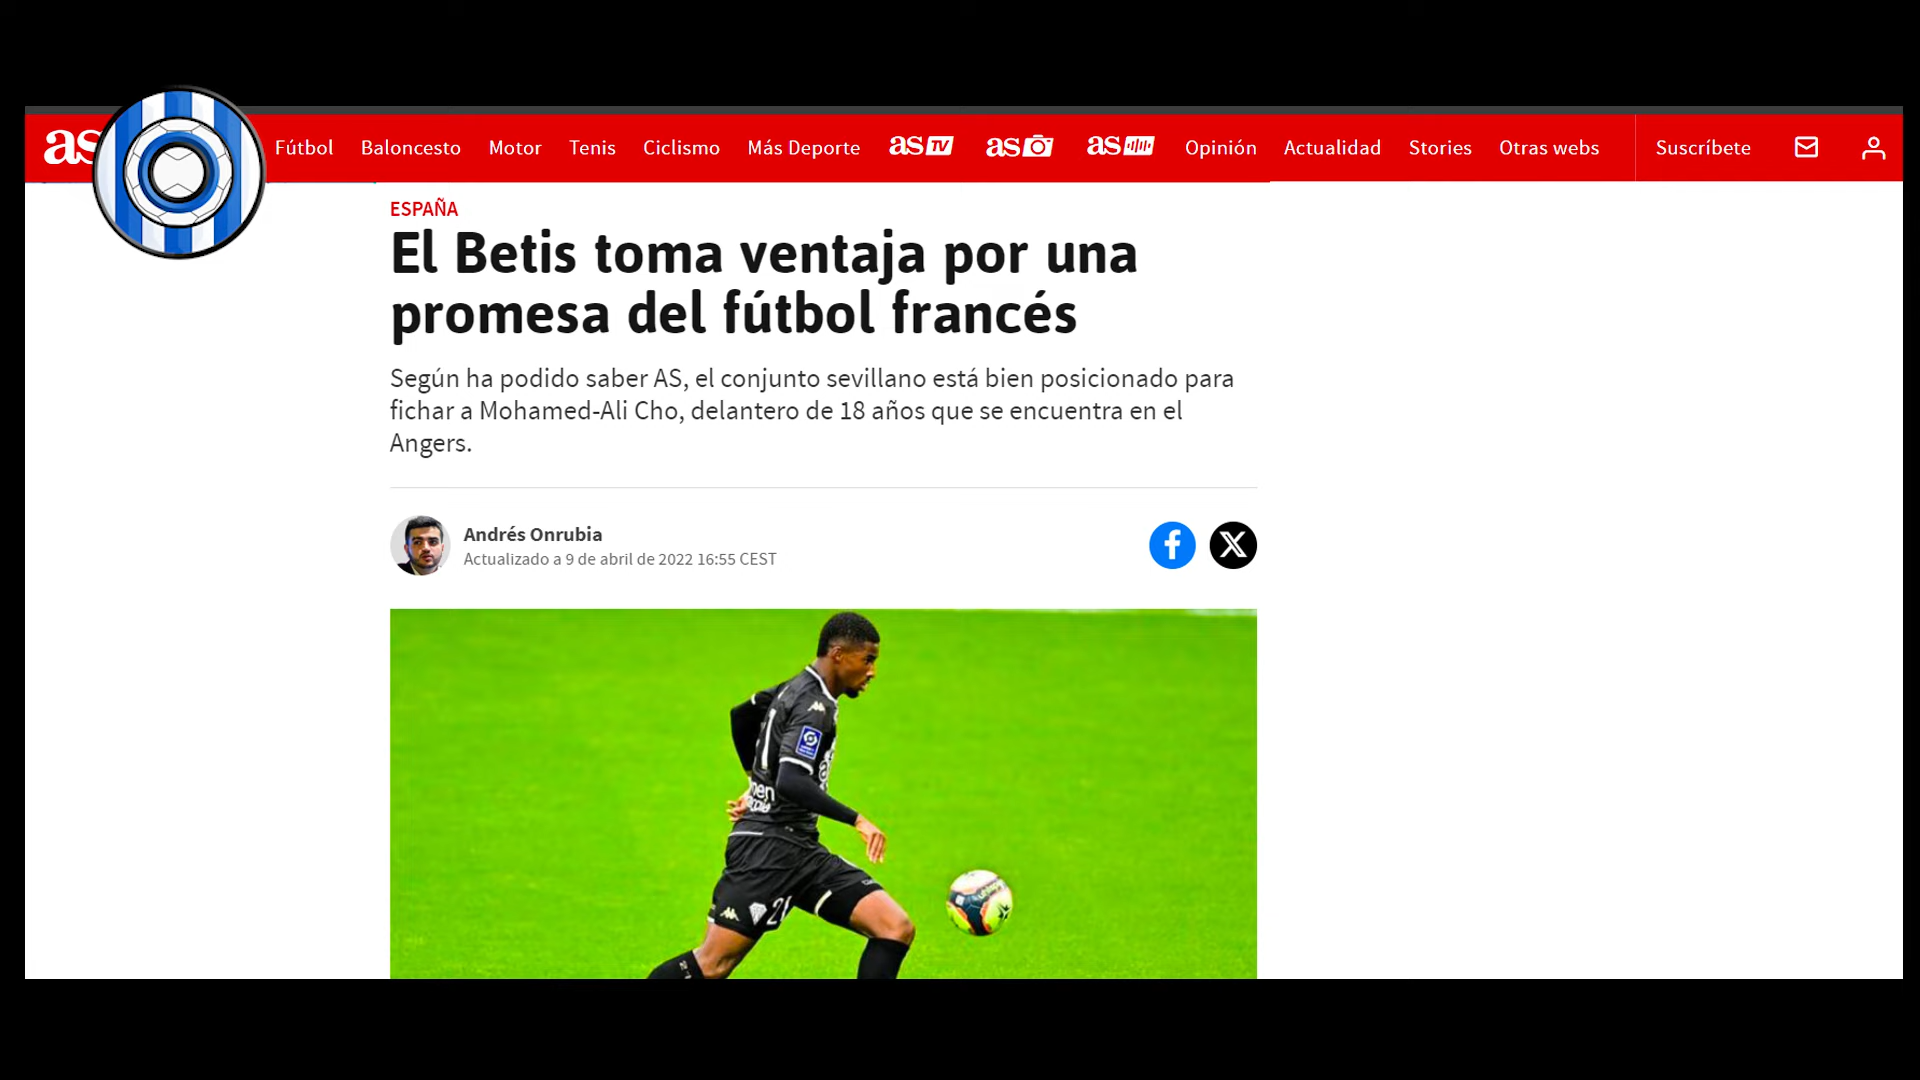 as Fútbol Baloncesto Motor Tenis Ciclismo Más Deporte as TV as as Opinión Actualidad Stories Otras webs Suscríbete
ESPAÑA
El Betis toma ventaja por una
promesa del fútbol francés
Según ha podido saber AS, el conjunto sevillano está bien posicionado para
fichar a Mohamed-Ali Cho, delantero de 18 años que se encuentra en el
Angers.
Andrés Onrubia
Actualizado a 9 de abril de 2022 16:55 CEST